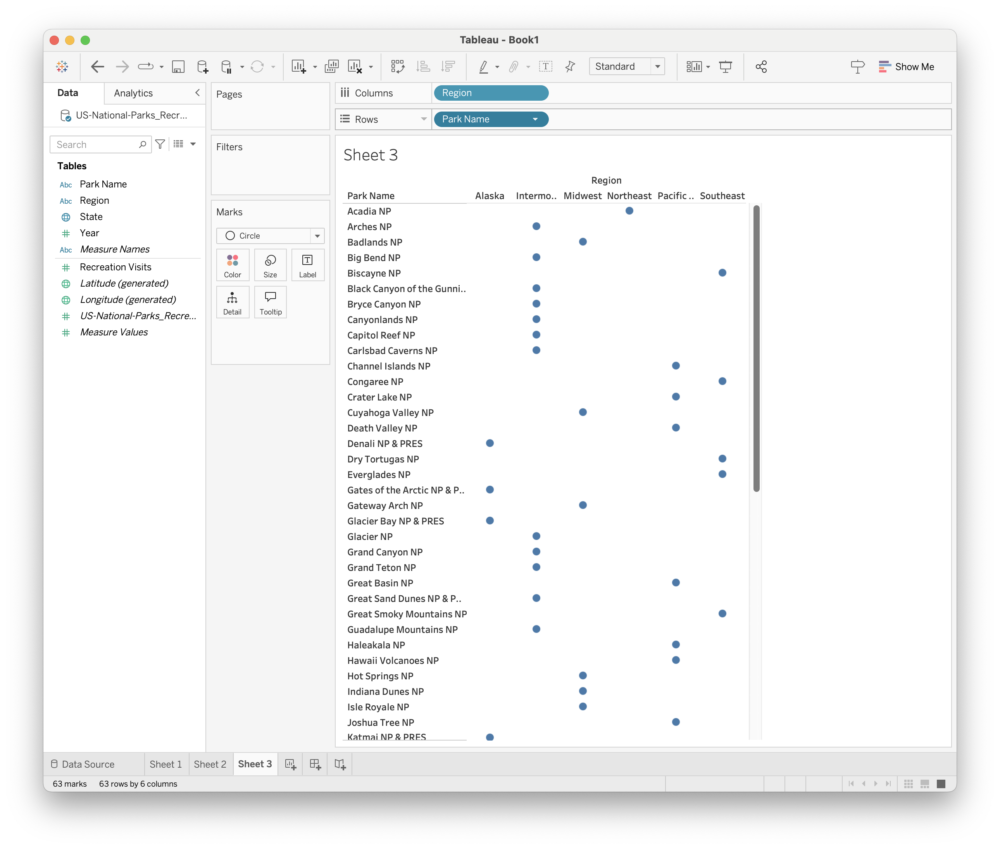 Tableau - Book1
Standard
Show Me
Data
Analytics
US-National-Parks_Recr...
Search
Tables
Abc Park Name
Abc Region
State
Year
Abc Measure Names
Recreation Visits
Latitude (generated)
Longitude (generated)
US-National-Parks_Recre...
Measure Values
Pages
Filters
Marks
Circle
Color Size Label
Detail Tooltip
Columns Region
Rows Park Name
Sheet 3
Region
Park Name Alaska Intermo.. Midwest Northeast Pacific .. Southeast
Acadia NP
Arches NP
Badlands NP
Big Bend NP
Biscayne NP
Black Canyon of the Gunni..
Bryce Canyon NP
Canyonlands NP
Capitol Reef NP
Carlsbad Caverns NP
Channel Islands NP
Congaree NP
Crater Lake NP
Cuyahoga Valley NP
Death Valley NP
Denali NP & PRES
Dry Tortugas NP
Everglades NP
Gates of the Arctic NP & P..
Gateway Arch NP
Glacier Bay NP & PRES
Glacier NP
Grand Canyon NP
Grand Teton NP
Great Basin NP
Great Sand Dunes NP & P..
Great Smoky Mountains NP
Guadalupe Mountains NP
Haleakala NP
Hawaii Volcanoes NP
Hot Springs NP
Indiana Dunes NP
Isle Royale NP
Joshua Tree NP
Katmai NP & PRES
Data Source Sheet 1 Sheet 2 Sheet 3
63 marks 63 rows by 6 columns